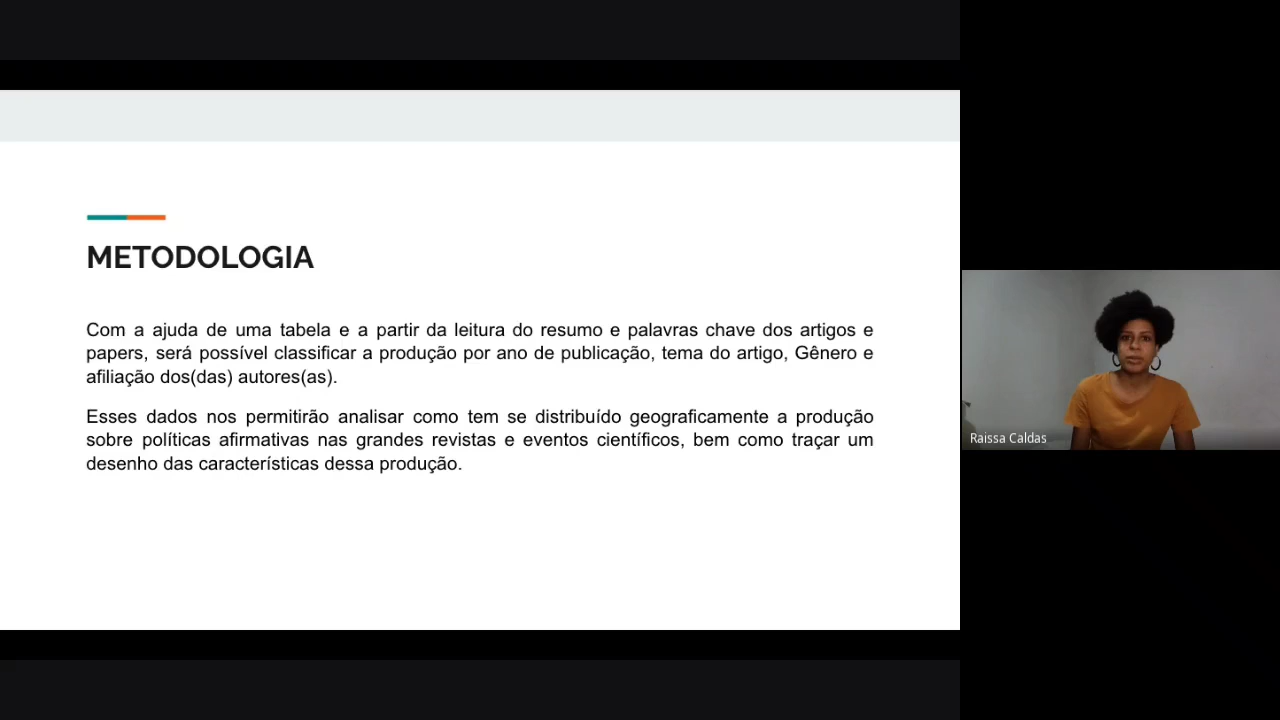 METODOLOGIA
Com a ajuda de uma tabela e a partir da leitura do resumo e palavras chave dos artigos e
papers, será possível classificar a produção por ano de publicação, tema do artigo, Gênero e
afiliação dos(das) autores(as).
Esses dados nos permitirão analisar como tem se distribuído geograficamente a produção
sobre políticas afirmativas nas grandes revistas e eventos científicos, bem como traçar um
desenho das características dessa produção.
Raissa Caldas